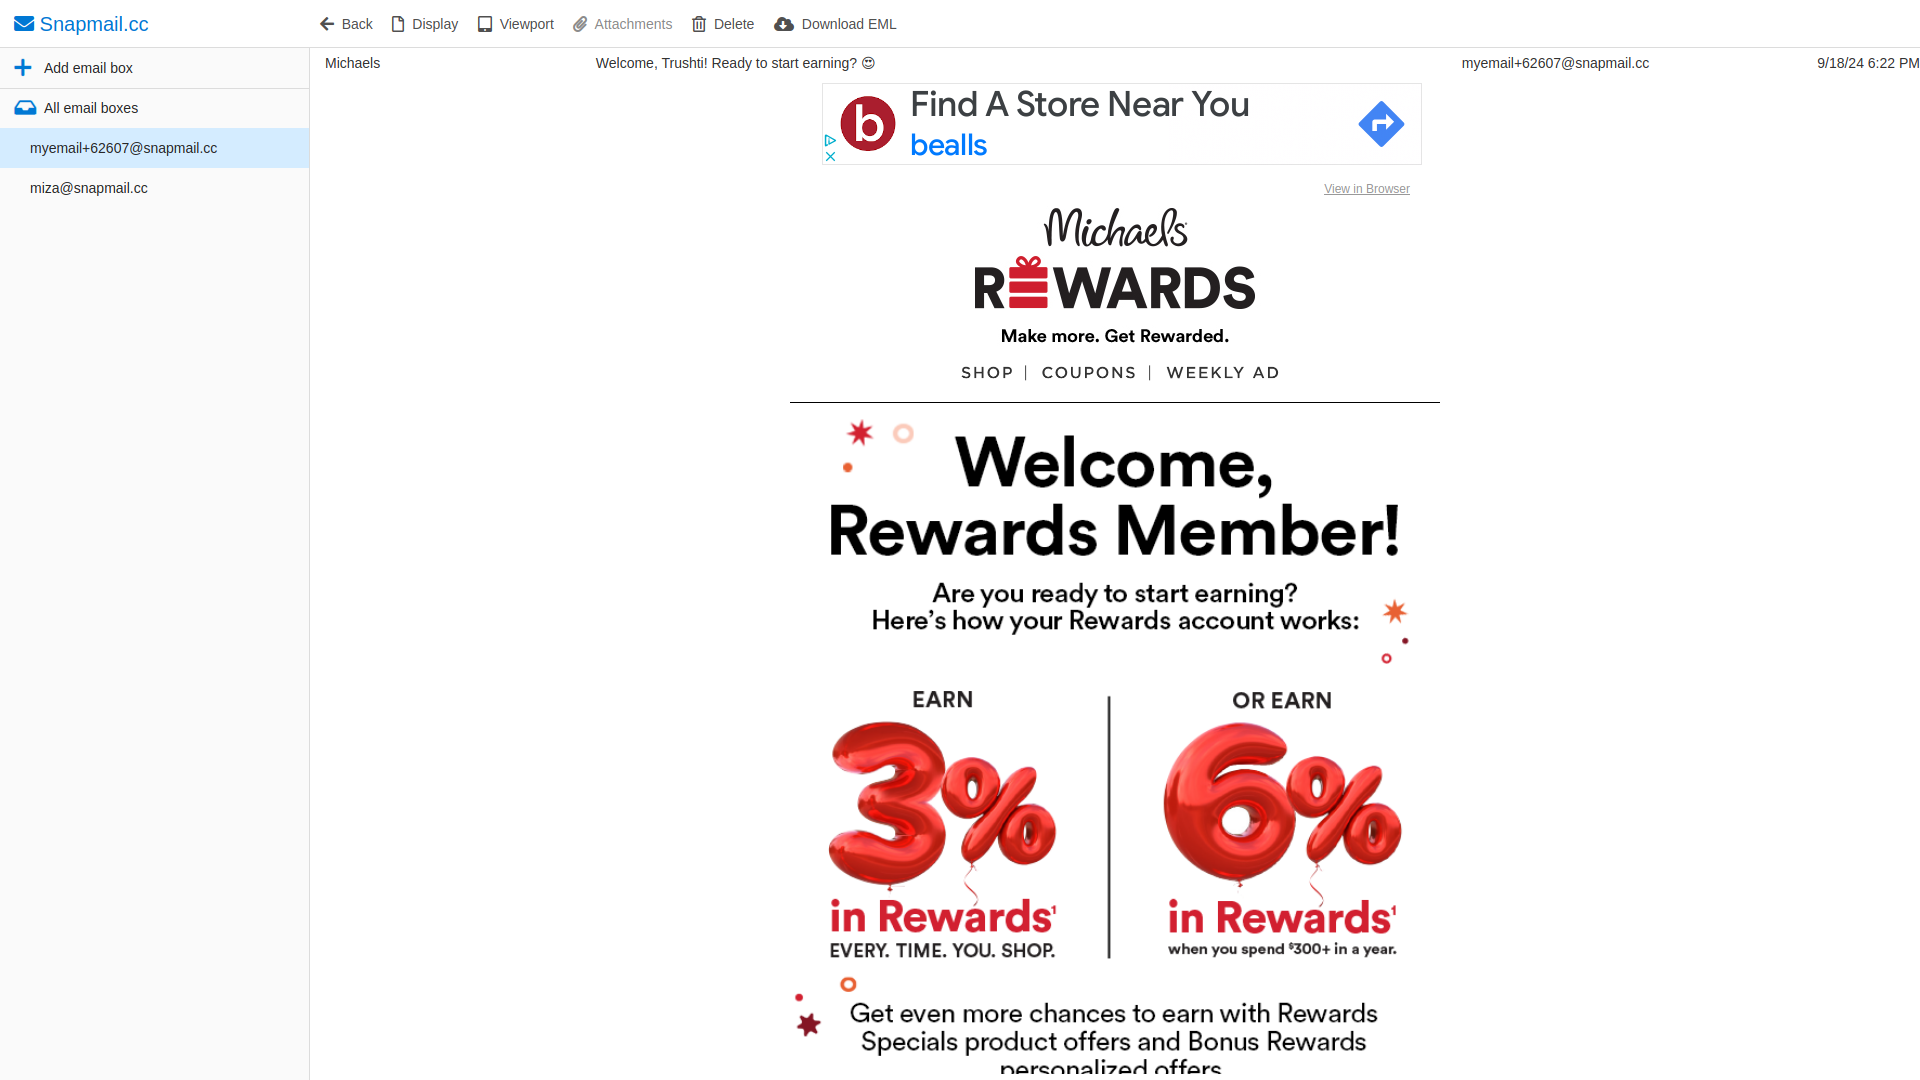 Snapmail.cc
Back
Display
Viewport
Attachments
Delete
Download EML
Add email box
All email boxes
myemail+62607@snapmail.cc
miza@snapmail.cc
Michaels
Welcome, Trushti! Ready to start earning? 😍
myemail+62607@snapmail.cc
9/18/24 6:22 PM
b
Find A Store Near You
bealls
View in Browser
Michaels
REWARDS
Make more. Get Rewarded.
SHOP | COUPONS | WEEKLY AD
Welcome,
Rewards Member!
Are you ready to start earning?
Here's how your Rewards account works:
EARN
3%
in Rewards¹
EVERY. TIME. YOU. SHOP.
OR EARN
6%
in Rewards¹
when you spend $300+ in a year.
Get even more chances to earn with Rewards
Specials product offers and Bonus Rewards
personalized offers